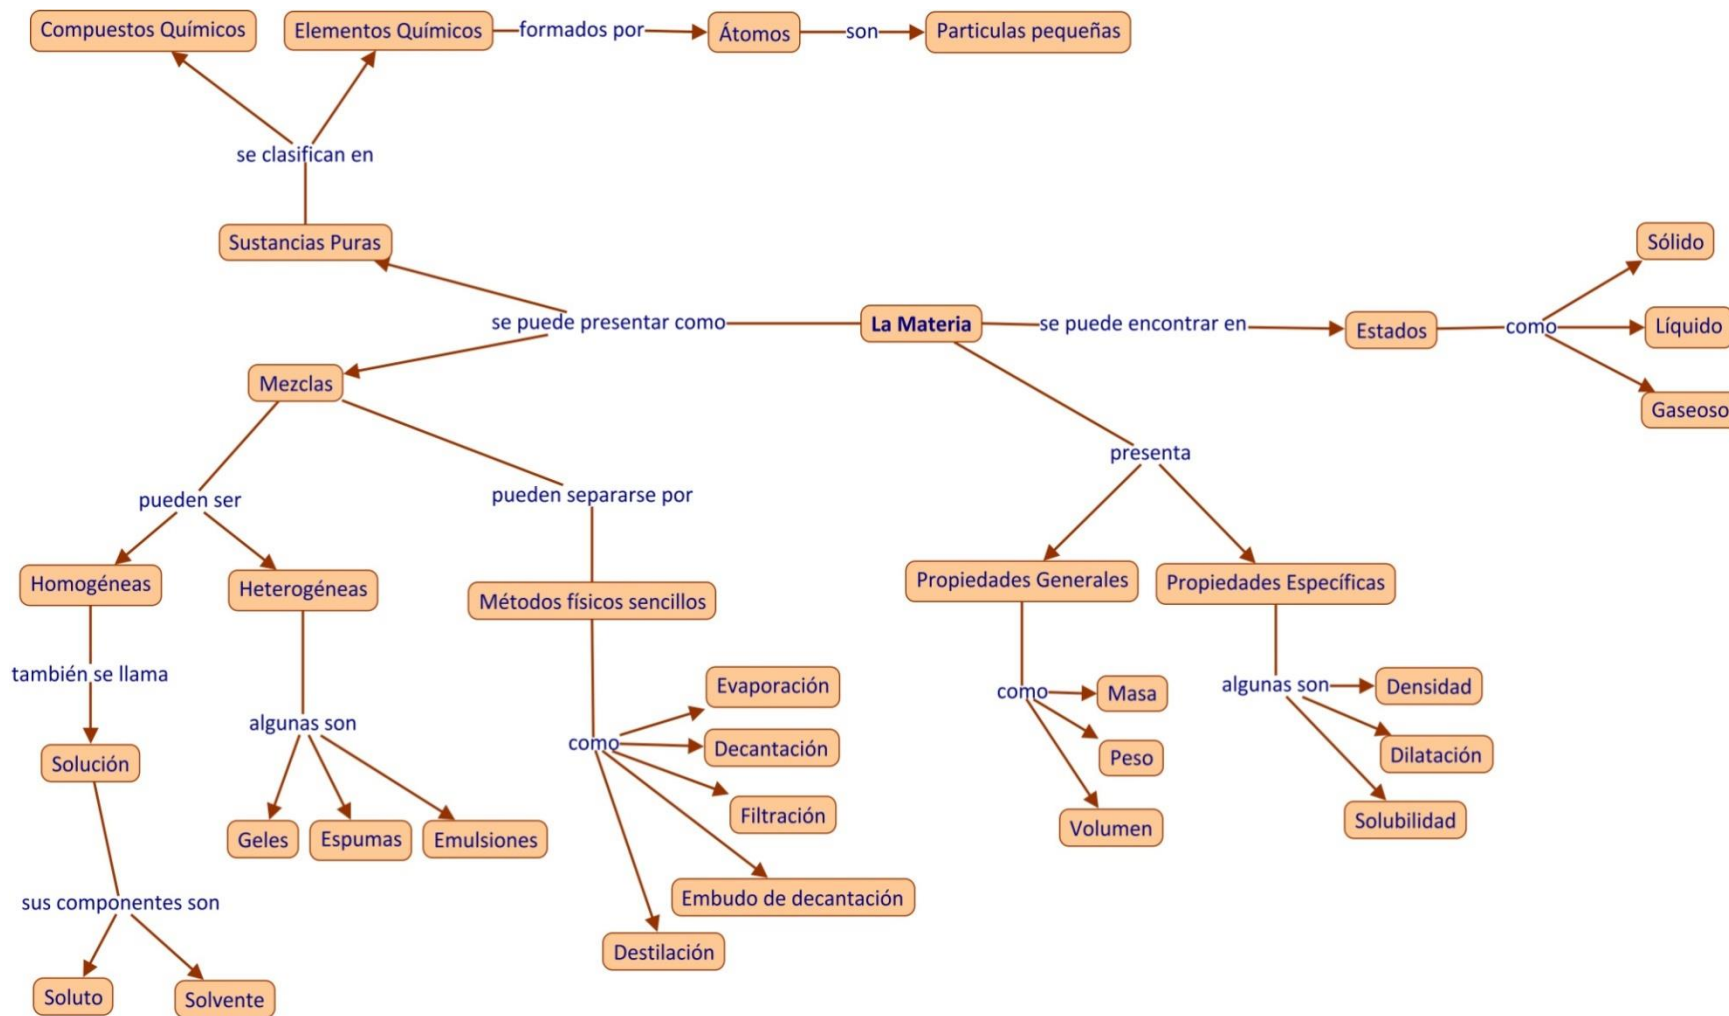 Compuestos Químicos
Elementos Químicos
formados por
Átomos
son
Particulas pequeñas
se clasifican en
Sustancias Puras
se puede presentar como
La Materia
se puede encontrar en
Estados
como
Sólido
Líquido
Gaseoso
Mezclas
pueden ser
Homogéneas
también se llama
Solución
sus componentes son
Soluto
Solvente
Heterogéneas
algunas son
Geles
Espumas
Emulsiones
pueden separarse por
Métodos físicos sencillos
como
Evaporación
Decantación
Filtración
Embudo de decantación
Destilación
presenta
Propiedades Generales
como
Masa
Peso
Volumen
Propiedades Específicas
algunas son
Densidad
Dilatación
Solubilidad